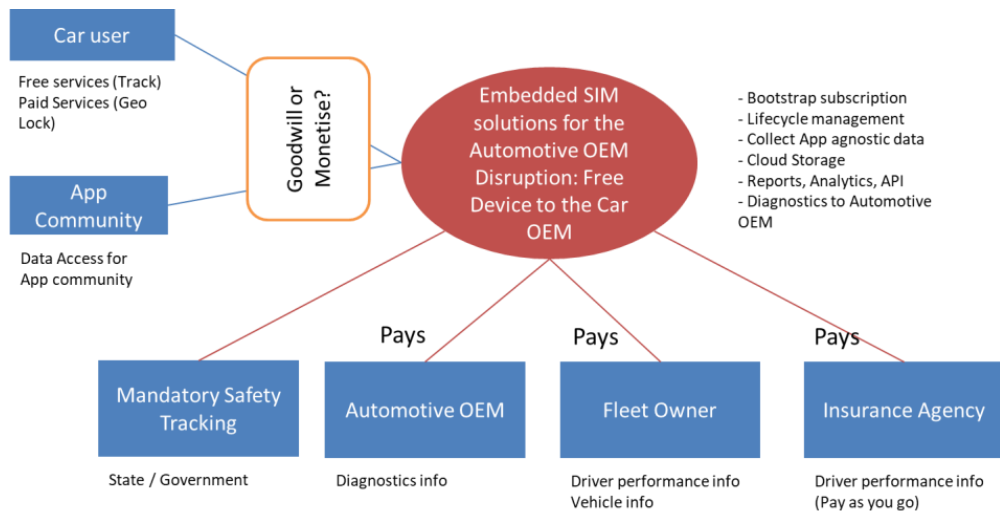 Car user
Free services (Track)
Paid Services (Geo
Lock)
App
Community
Data Access for
App community
Goodwill or
Monetise?
Embedded SIM
solutions for the
Automotive OEM
Disruption: Free
Device to the Car
OEM
- Bootstrap subscription
- Lifecycle management
- Collect App agnostic data
- Cloud Storage
- Reports, Analytics, API
- Diagnostics to Automotive
OEM
Pays
Pays
Pays
Mandatory Safety
Tracking
State / Government
Automotive OEM
Diagnostics info
Fleet Owner
Driver performance info
Vehicle info
Insurance Agency
Driver performance info
(Pay as you go)